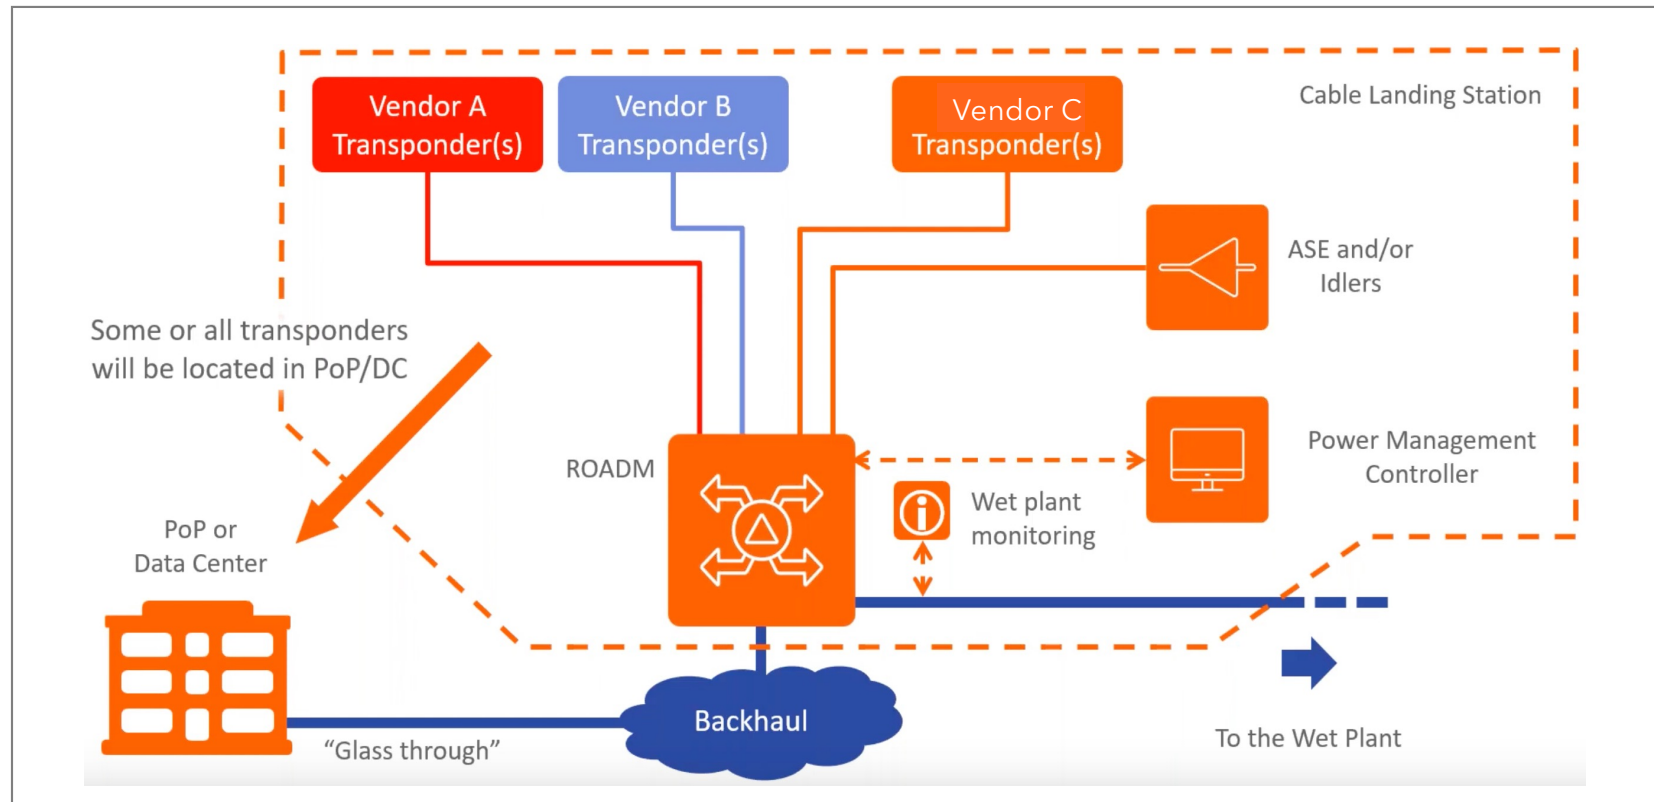 Vendor A
Transponder(s)
Vendor B
Transponder(s)
Vendor C
Transponder(s)
Cable Landing Station
ASE and/or
Idlers
Some or all transponders
will be located in PoP/DC
ROADM
Power Management
Controller
Wet plant
monitoring
PoP or
Data Center
Backhaul
“Glass through”
To the Wet Plant